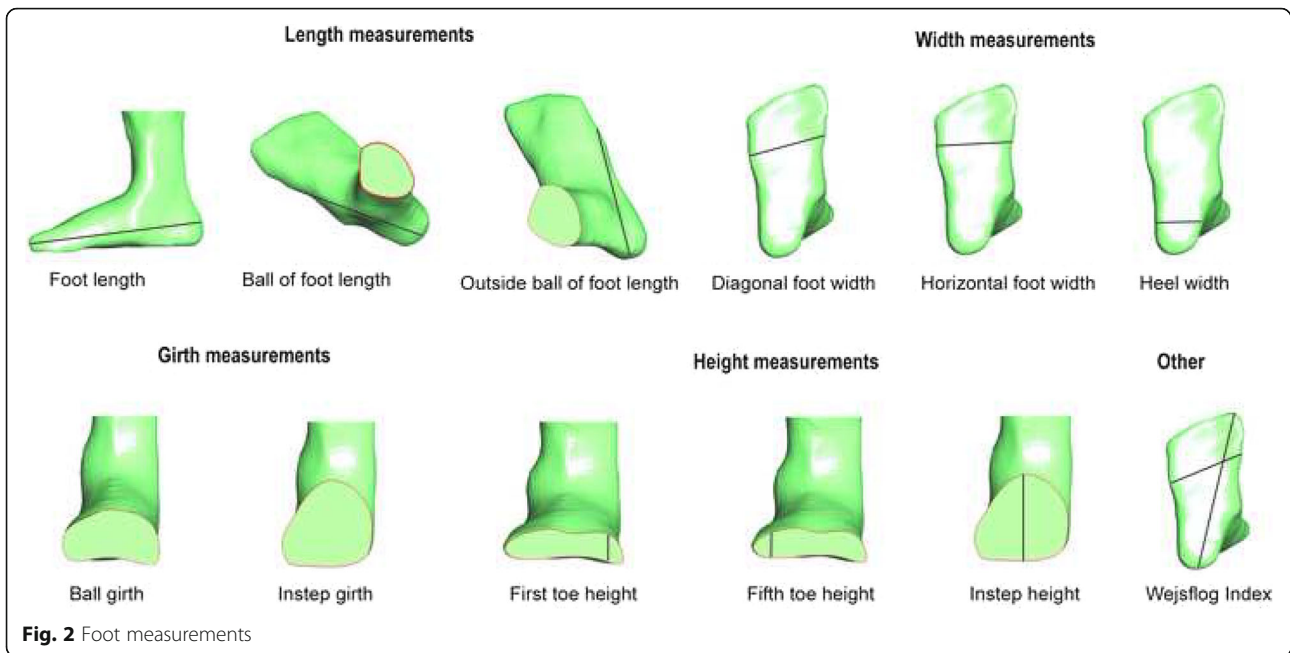 Length measurements
Width measurements
Foot length
Ball of foot length
Outside ball of foot length
Diagonal foot width
Horizontal foot width
Heel width
Girth measurements
Height measurements
Other
Ball girth
Instep girth
First toe height
Fifth toe height
Instep height
Wejsflog Index
Fig. 2 Foot measurements